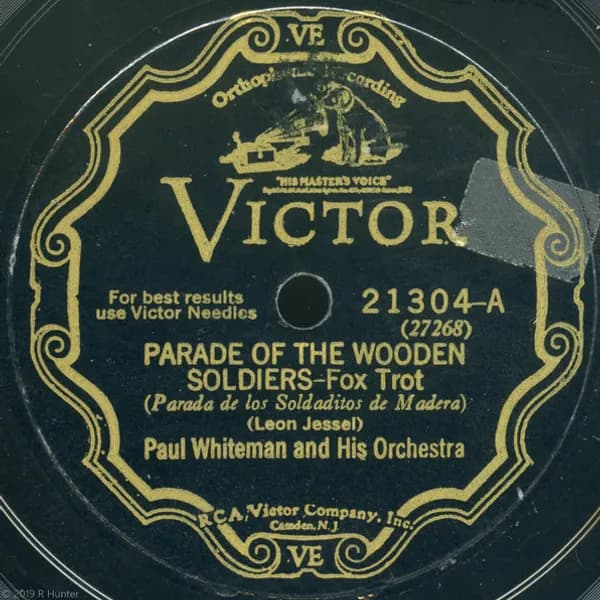 VE
Orthophonic Recording
"HIS MASTER'S VOICE"
VICTOR
For best results
use Victor Needles
21304-A
(27268)
PARADE OF THE WOODEN
SOLDIERS-Fox Trot
(Parada de los Soldaditos de Madera)
(Leon Jessel)
Paul Whiteman and His Orchestra
RCA Victor Company, Inc.
Camden, N. J.
VE
© 2019 R Hunter